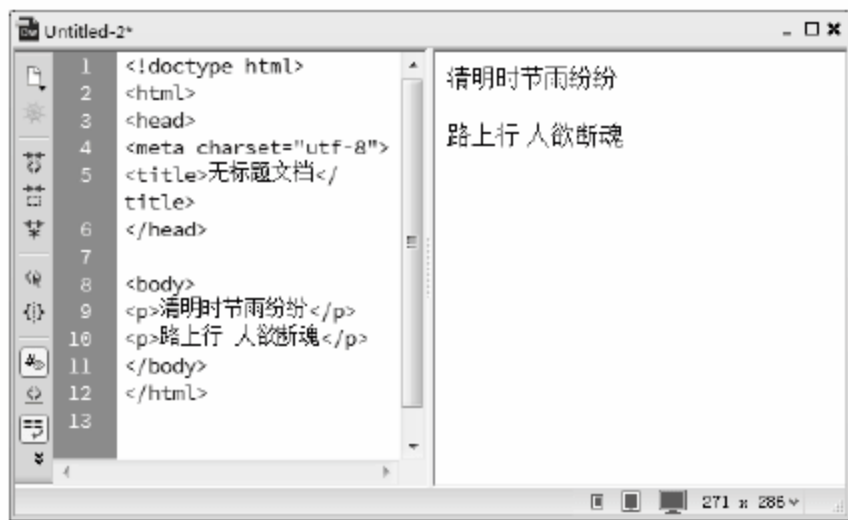 Untitled-2*
1 <!doctype html>
2 <html>
3 <head>
4 <meta charset="utf-8">
5 <title>无标题文档</
title>
6 </head>
7
8 <body>
9 <p>清明时节雨纷纷</p>
10 <p>路上行 人欲断魂</p>
11 </body>
12 </html>
13
清明时节雨纷纷
路上行 人欲断魂
271 x 286